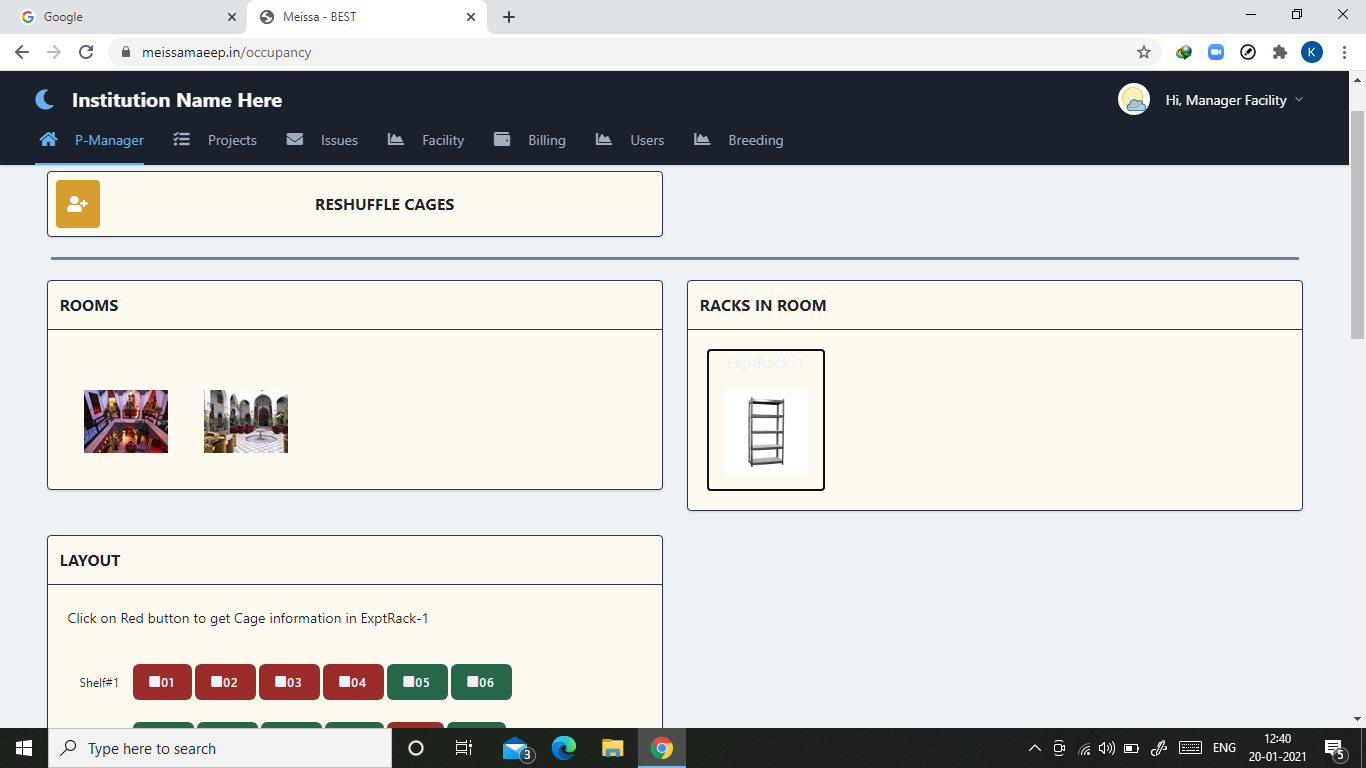 Google
Meissa - BEST
meissamaeep.in/occupancy
K
Institution Name Here
Hi, Manager Facility
P-Manager Projects Issues Facility Billing Users Breeding
RESHUFFLE CAGES
ROOMS
RACKS IN ROOM
ExptRack-1
LAYOUT
Click on Red button to get Cage information in ExptRack-1
Shelf#1 01 02 03 04 05 06
Type here to search
3
ENG
12:40
20-01-2021
5